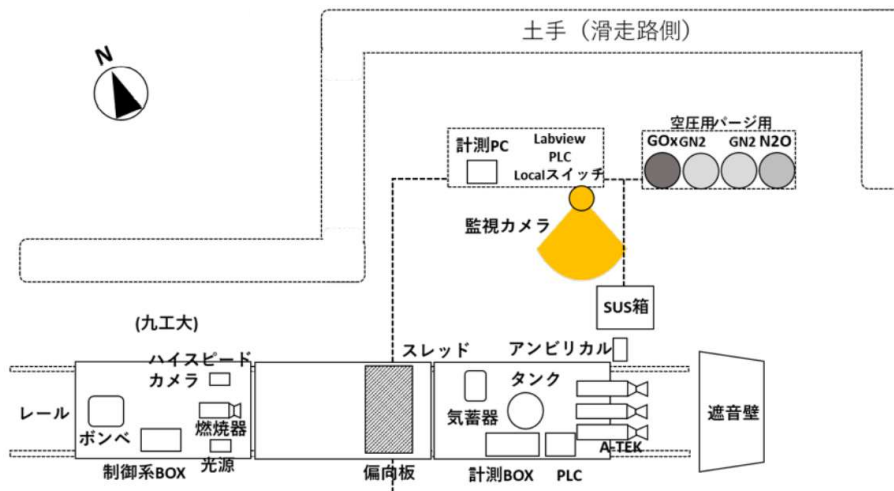 土手（滑走路側）
N
空圧用パージ用
GOx GN2 GN2 N2O
計測PC
Labview
PLC
Localスイッチ
監視カメラ
SUS箱
(九工大)
ハイスピード
カメラ
スレッド
アンビリカル
タンク
レール
ボンベ
燃焼器
気蓄器
遮音壁
A-TEK
制御系BOX
光源
偏向板
計測BOX
PLC